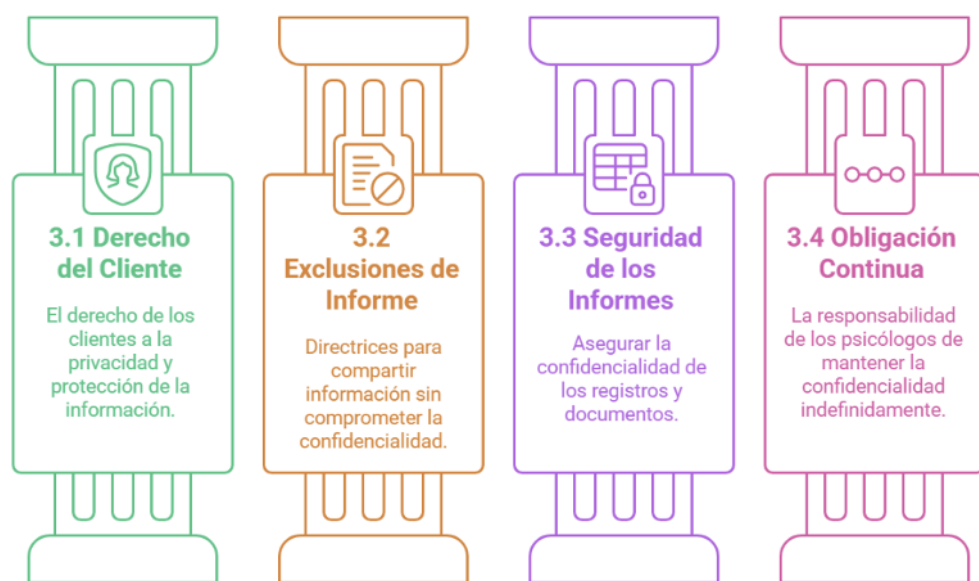 3.1 Derecho
del Cliente
El derecho de los
clientes a la
privacidad y
protección de la
información.
3.2
Exclusiones de
Informe
Directrices para
compartir
información sin
comprometer la
confidencialidad.
3.3 Seguridad
de los
Informes
Asegurar la
confidencialidad de
los registros y
documentos.
3.4 Obligación
Continua
La responsabilidad
de los psicólogos de
mantener la
confidencialidad
indefinidamente.